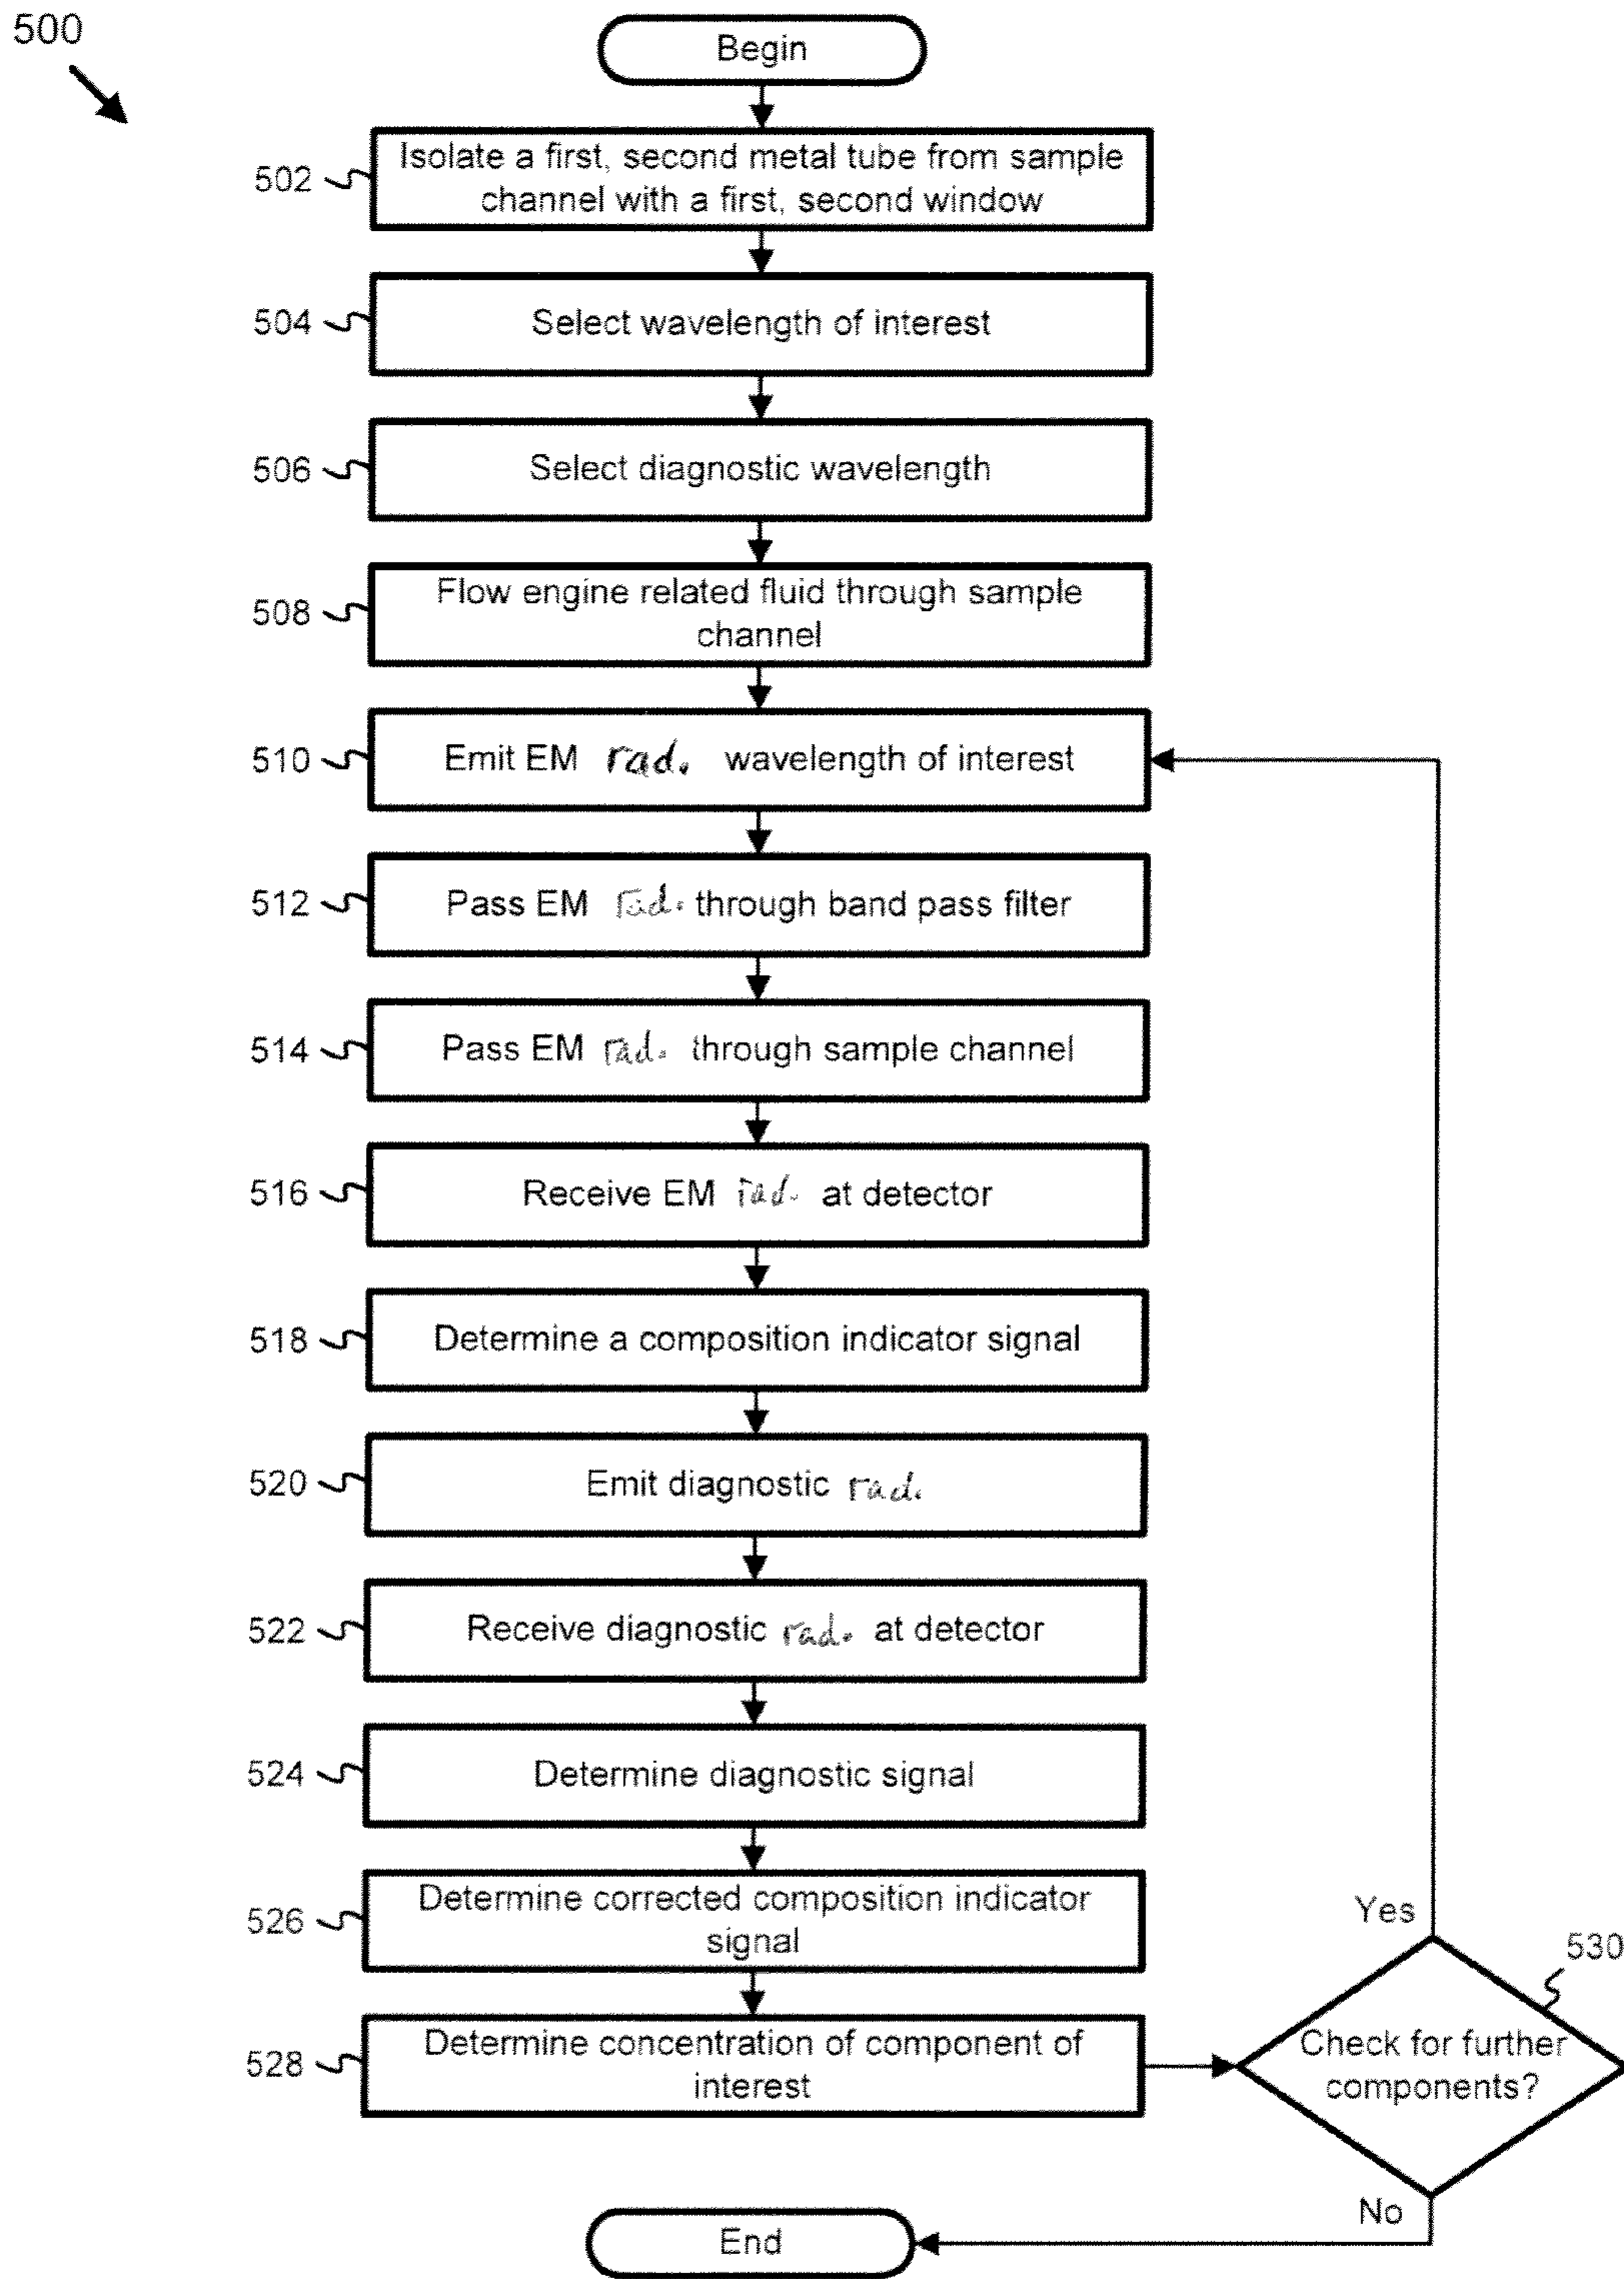 500
Begin
502
Isolate a first, second metal tube from sample
channel with a first, second window
504
Select wavelength of interest
506
Select diagnostic wavelength
508
Flow engine related fluid through sample
channel
510
Emit EM rad. wavelength of interest
512
Pass EM rad. through band pass filter
514
Pass EM rad. through sample channel
516
Receive EM rad. at detector
518
Determine a composition indicator signal
520
Emit diagnostic rad.
522
Receive diagnostic rad. at detector
524
Determine diagnostic signal
526
Determine corrected composition indicator
signal
528
Determine concentration of component of
interest
Yes
530
Check for further
components?
No
End